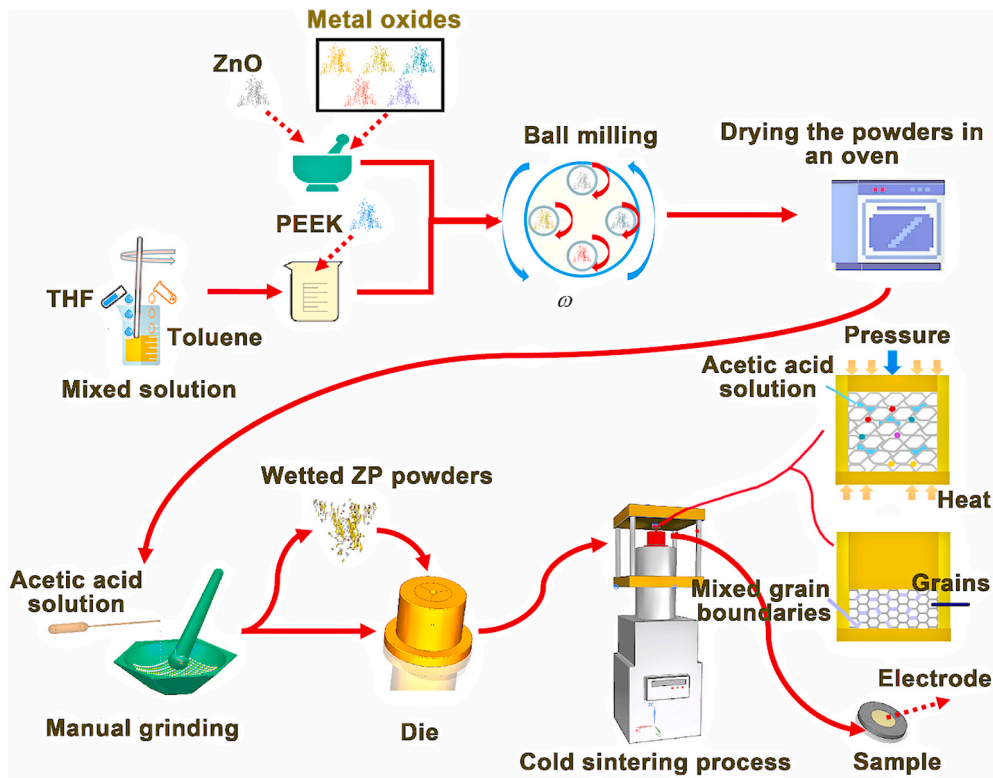 Metal oxides
ZnO
Ball milling
Drying the powders in
an oven
PEEK
THF
Toluene
ω
Mixed solution
Pressure
Acetic acid
solution
Heat
Wetted ZP powders
Acetic acid
solution
Mixed grain
boundaries
Grains
Manual grinding
Die
Cold sintering process
Electrode
Sample